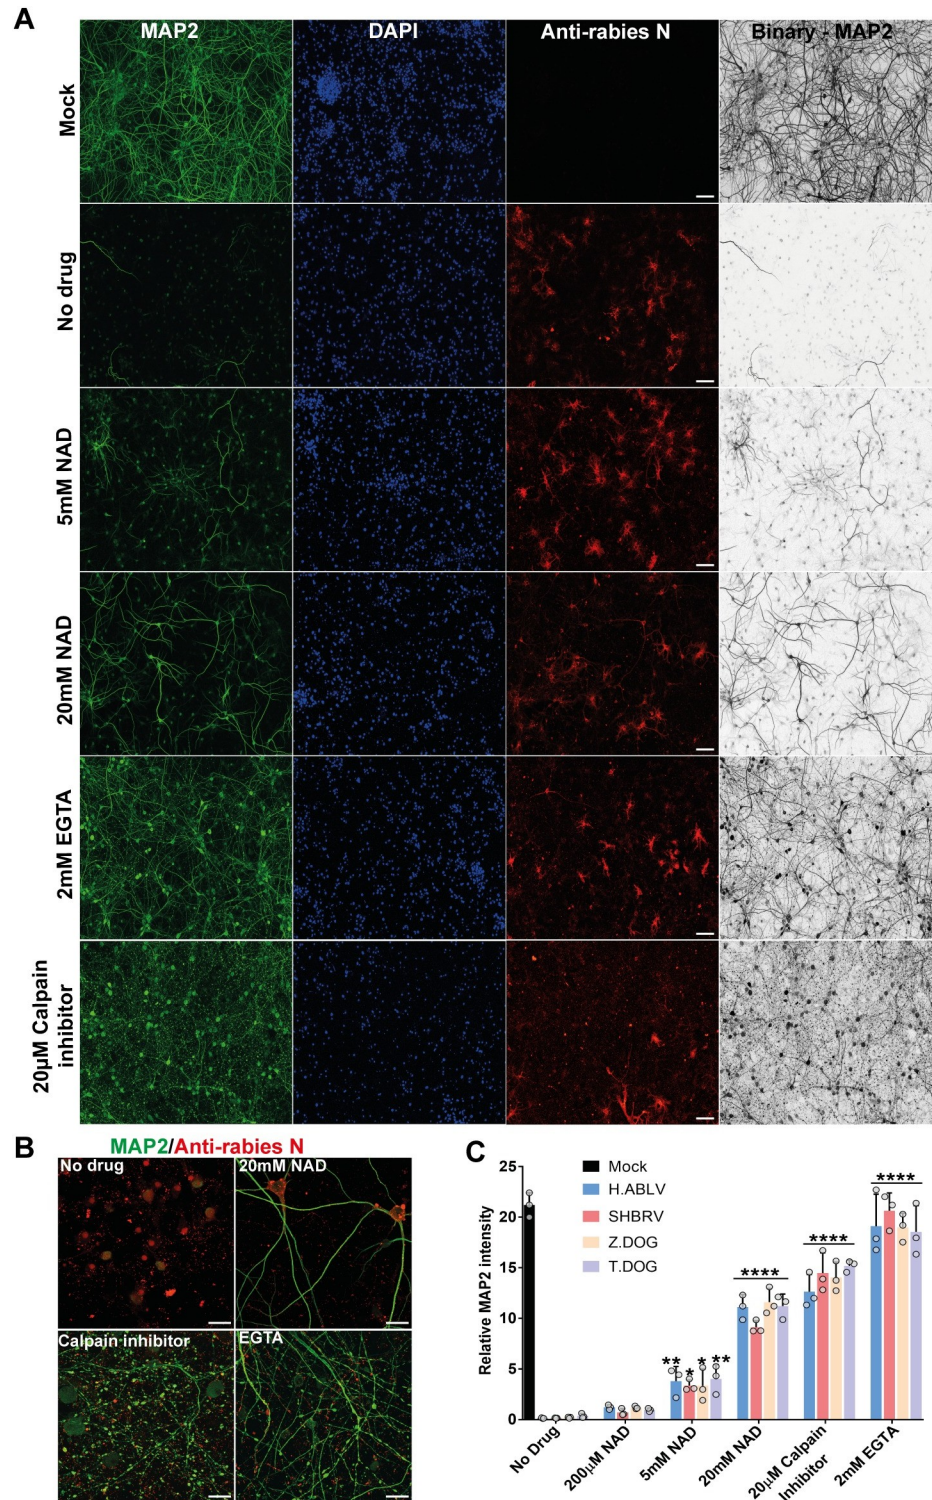 A
MAP2
DAPI
Anti-rabies N
Binary - MAP2
Mock
No drug
5mM NAD
20mM NAD
2mM EGTA
20µM Calpain
inhibitor
B
MAP2/Anti-rabies N
No drug
20mM NAD
Calpain inhibitor
EGTA
C
Relative MAP2 intensity
25
20
15
10
5
0
Mock
H.ABLV
SHBRV
Z.DOG
T.DOG
** * * **
****
****
****
No Drug
200µM NAD
5mM NAD
20mM NAD
20µM Calpain
Inhibitor
2mM EGTA